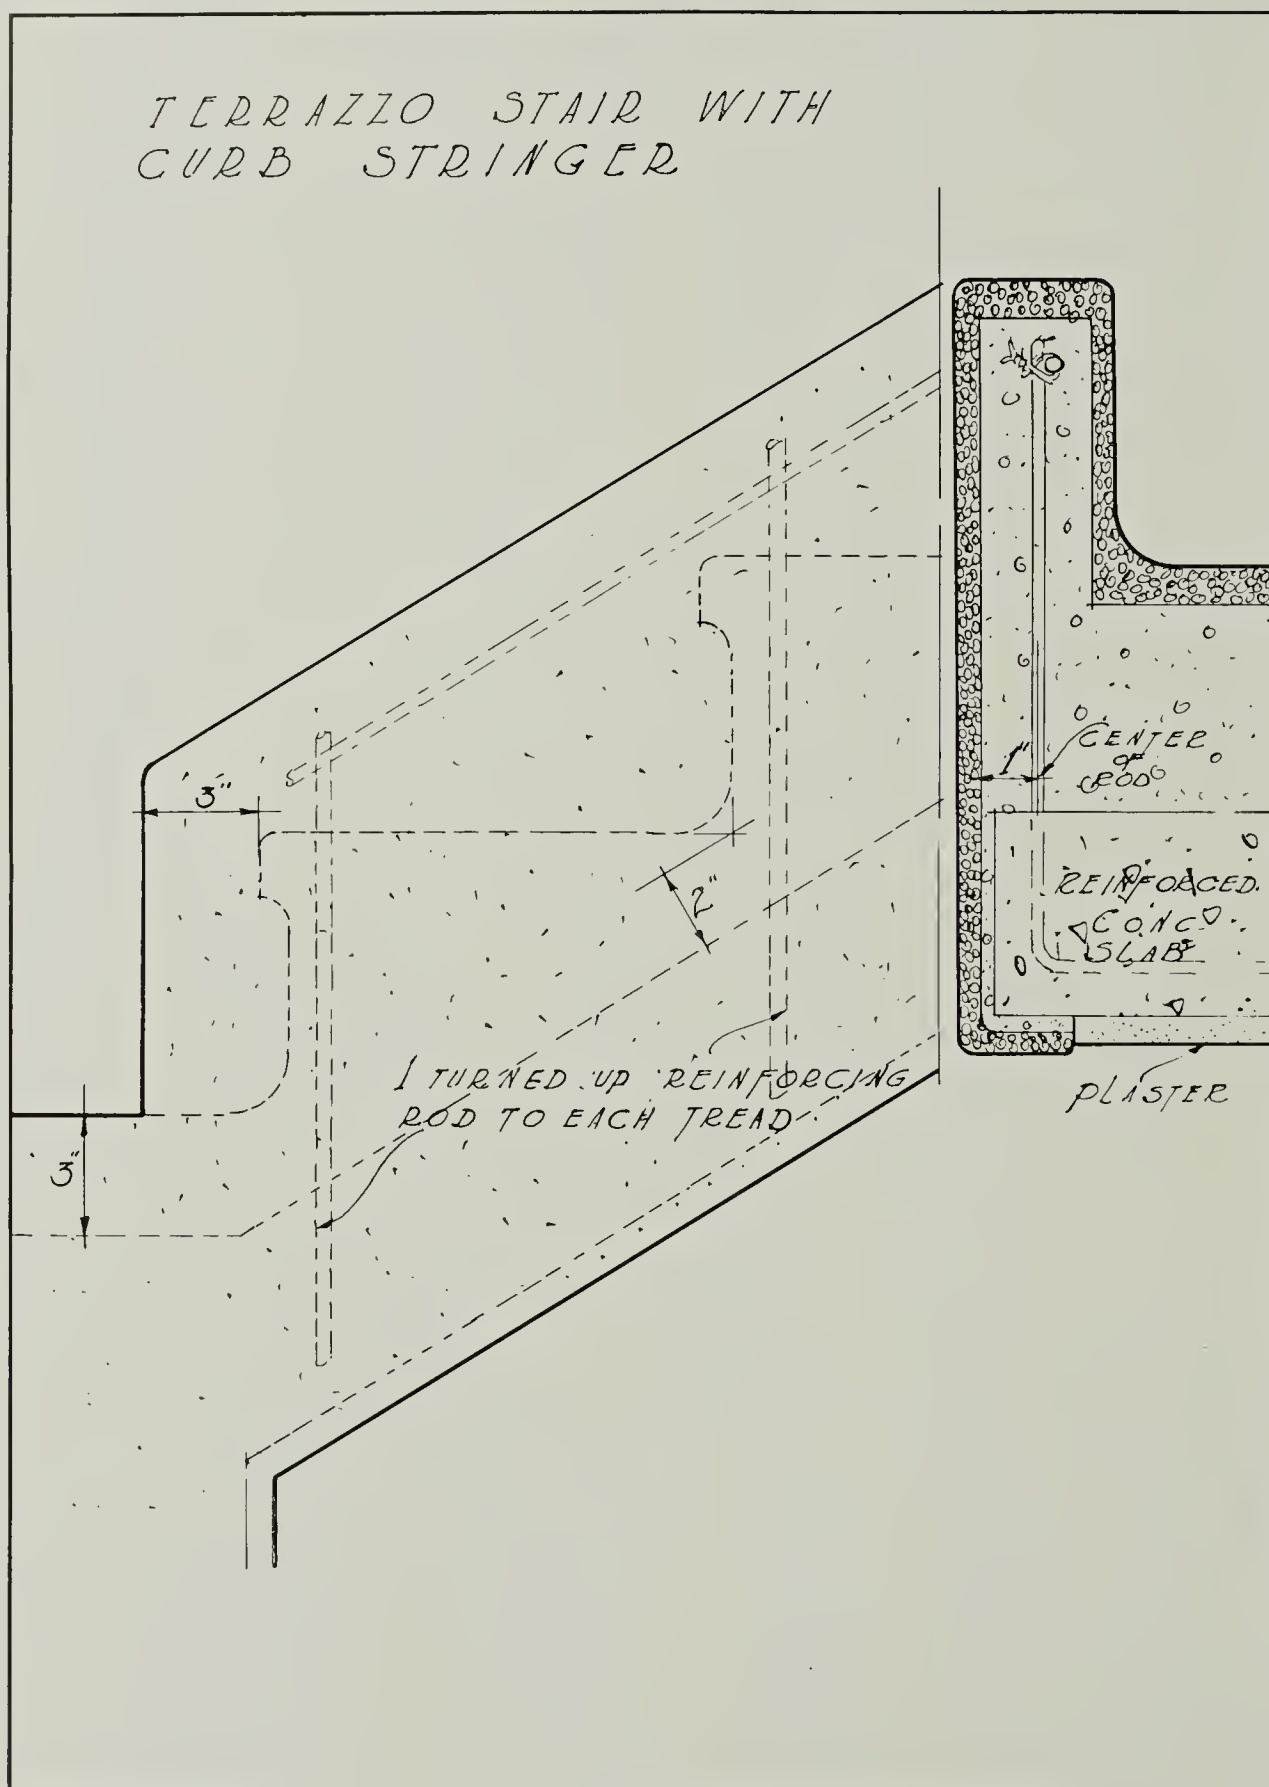 TERRAZZO STAIR WITH
CURB STRINGER
3"
1"
CENTER
OF
ROD
2"
REINFORCED
CONC
SLAB
1 TURNED UP REINFORCING
ROD TO EACH TREAD
PLASTER
3"